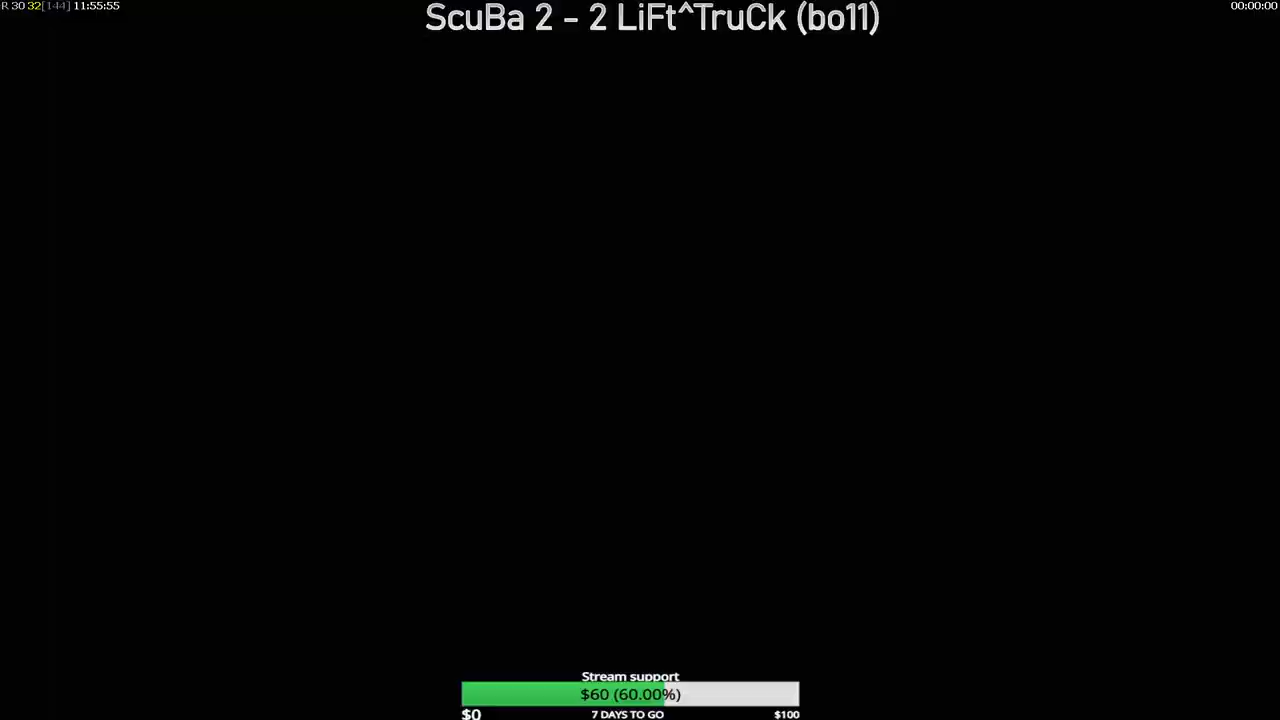 R 30 32[144] 11:55:55
ScuBa 2 - 2 LiFt^TruCk (bo11)
00:00:00
Stream support
$60 (60.00%)
$0 7 DAYS TO GO $100